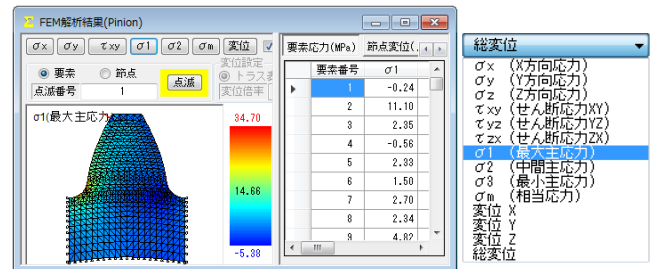 FEM解析結果(Pinion)
σx σy τxy σ1 σ2 σm 変位
要素 節点
点滅番号 1
点滅
変位設定
トラス表
変位倍率
σ1(最大主応力)
34.70
14.66
-5.38
要素応力(MPa) 節点変位(.
要素番号 σ1
1 -0.24
2 11.10
3 2.35
4 -0.56
5 2.33
6 1.50
7 2.70
8 2.34
9 4.82
総変位
σx (X方向応力)
σy (Y方向応力)
σz (Z方向応力)
τxy (せん断応力XY)
τyz (せん断応力YZ)
τzx (せん断応力ZX)
σ1 (最大主応力)
σ2 (中間主応力)
σ3 (最小主応力)
σm (相当応力)
変位 X
変位 Y
変位 Z
総変位